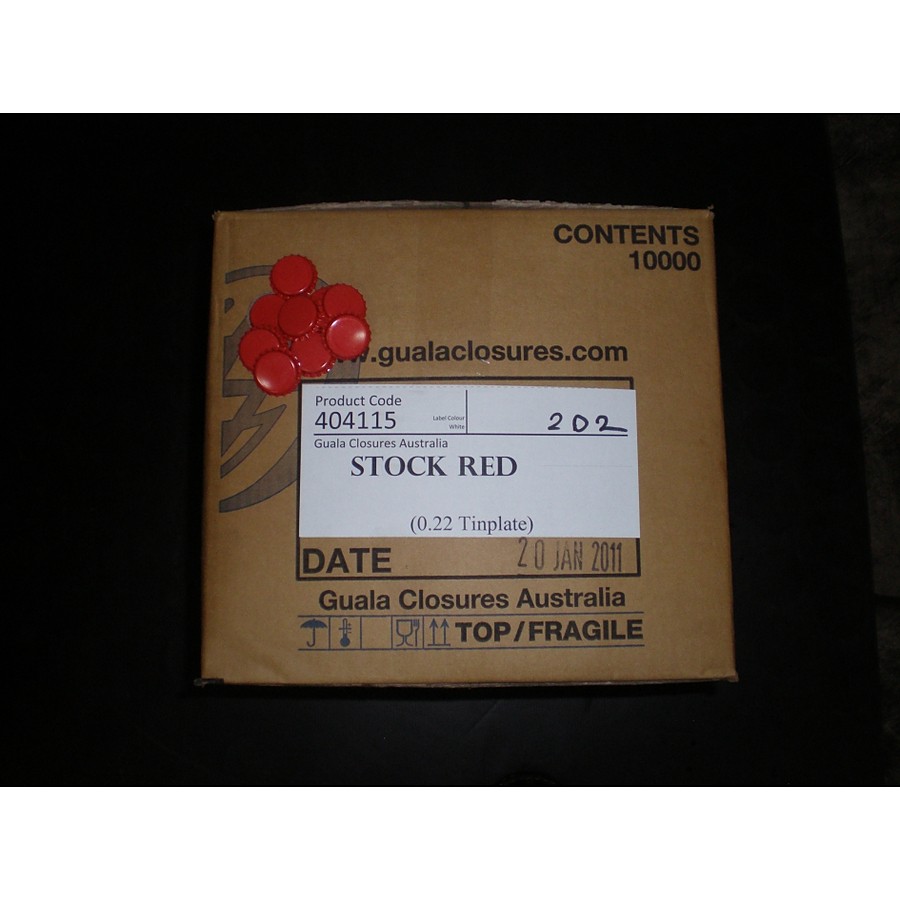 CONTENTS
10000
.gualaclosures.com
Product Code
404115
Label Colour
White
202
Guala Closures Australia
STOCK RED
(0.22 Tinplate)
DATE 20 JAN 2011
Guala Closures Australia
TOP/FRAGILE